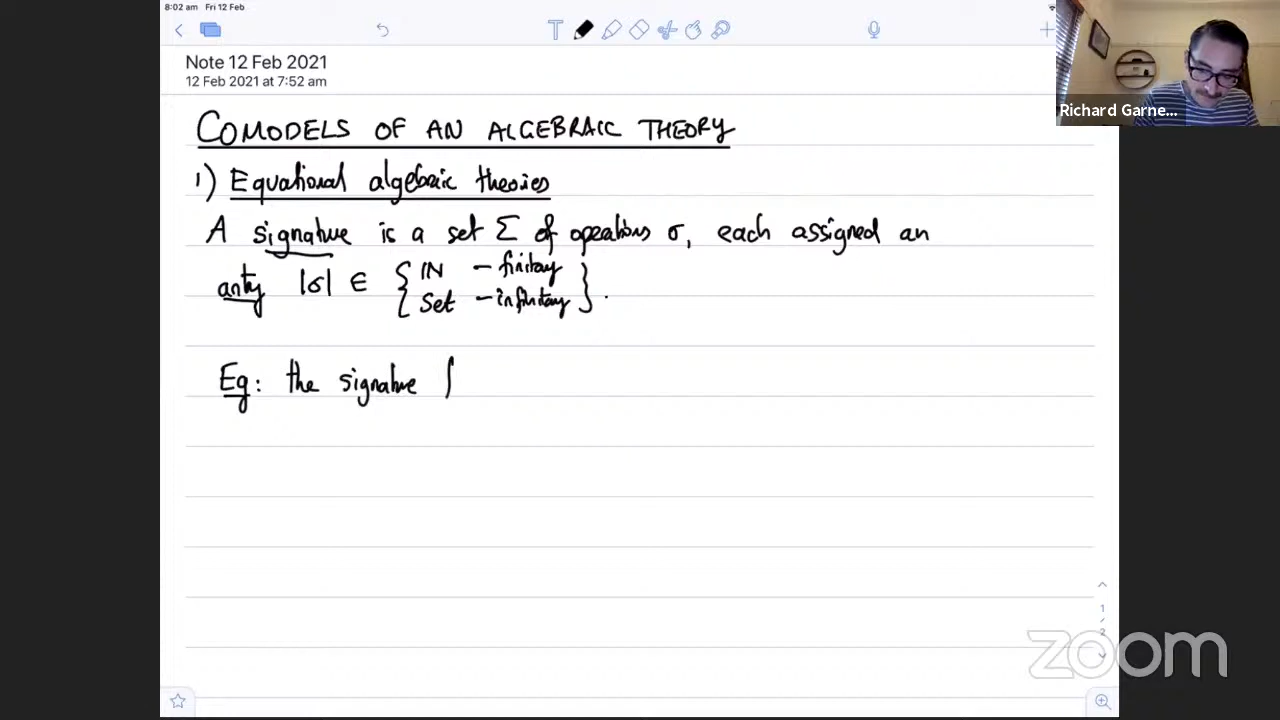 8:02 am Fri 12 Feb
Note 12 Feb 2021
12 Feb 2021 at 7:52 am
Richard Garne...
COMODELS OF AN ALGEBRAIC THEORY
1) Equational algebraic theories
A signature is a set Σ of operations σ, each assigned an
arity |σ| ∈ { ℕ - finitary
Set - infinitary } .
Eg: the signature {
1
2
zoom